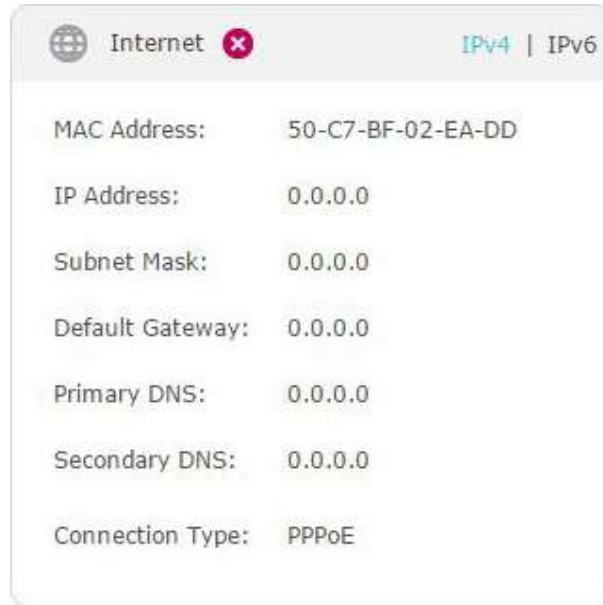 Internet IPv4 | IPv6
MAC Address: 50-C7-BF-02-EA-DD
IP Address: 0.0.0.0
Subnet Mask: 0.0.0.0
Default Gateway: 0.0.0.0
Primary DNS: 0.0.0.0
Secondary DNS: 0.0.0.0
Connection Type: PPPoE